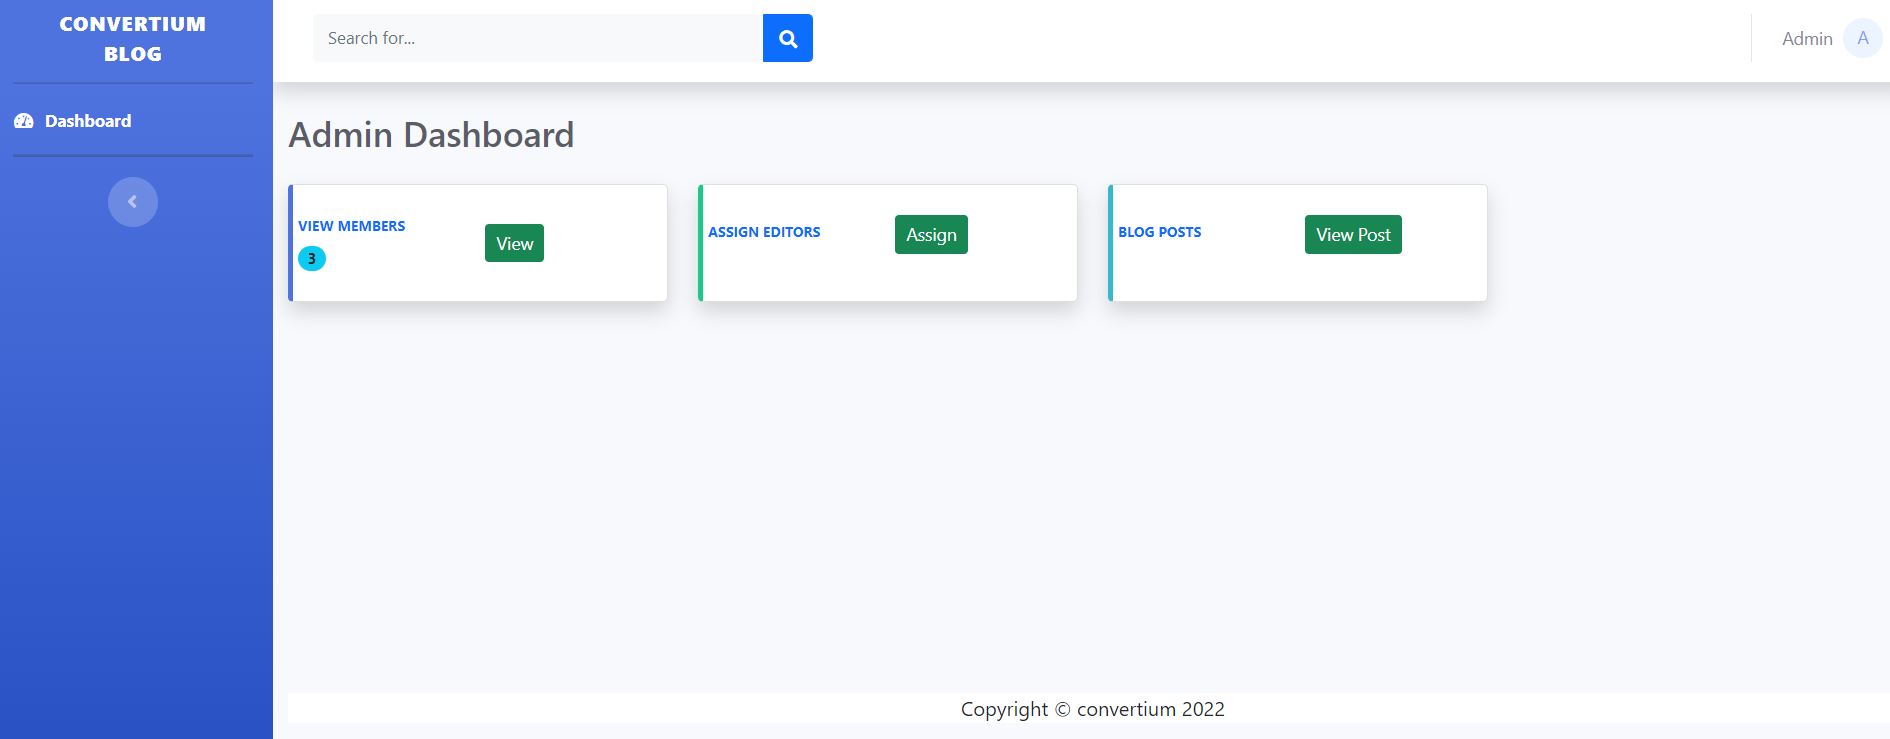 CONVERTIUM
BLOG
Dashboard
Search for...
Admin A
Admin Dashboard
VIEW MEMBERS
3
View
ASSIGN EDITORS
Assign
BLOG POSTS
View Post
Copyright © convertium 2022